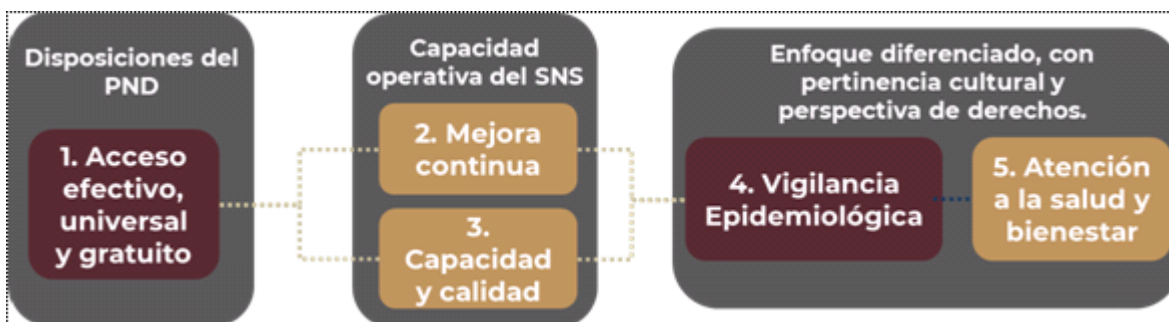 Disposiciones del
PND
1. Acceso
efectivo,
universal
y gratuito
Capacidad
operativa del SNS
2. Mejora
continua
3.
Capacidad
y calidad
Enfoque diferenciado, con
pertinencia cultural y
perspectiva de derechos.
4. Vigilancia
Epidemiológica
5. Atención
a la salud y
bienestar